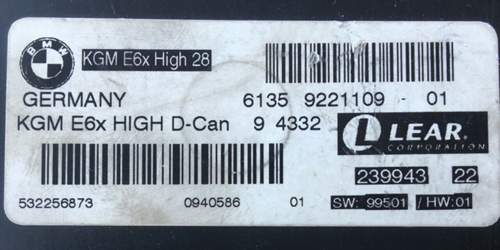 BMW
KGM E6x High 28
GERMANY 6135 9221109 - 01
KGM E6x HIGH D-Can 9 4332
L LEAR.
CORPORATION
239943 22
532256873 0940586 01 SW: 99501 / HW:01